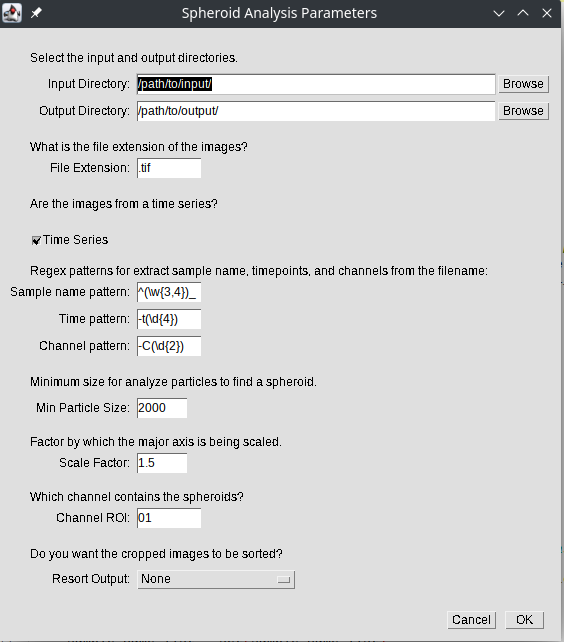 Spheroid Analysis Parameters
Select the input and output directories.
Input Directory: /path/to/input/ Browse
Output Directory: /path/to/output/ Browse
What is the file extension of the images?
File Extension: .tif
Are the images from a time series?
Time Series
Regex patterns for extract sample name, timepoints, and channels from the filename:
Sample name pattern: ^(\w{3,4})_
Time pattern: -t(\d{4})
Channel pattern: -C(\d{2})
Minimum size for analyze particles to find a spheroid.
Min Particle Size: 2000
Factor by which the major axis is being scaled.
Scale Factor: 1.5
Which channel contains the spheroids?
Channel ROI: 01
Do you want the cropped images to be sorted?
Resort Output: None
Cancel OK